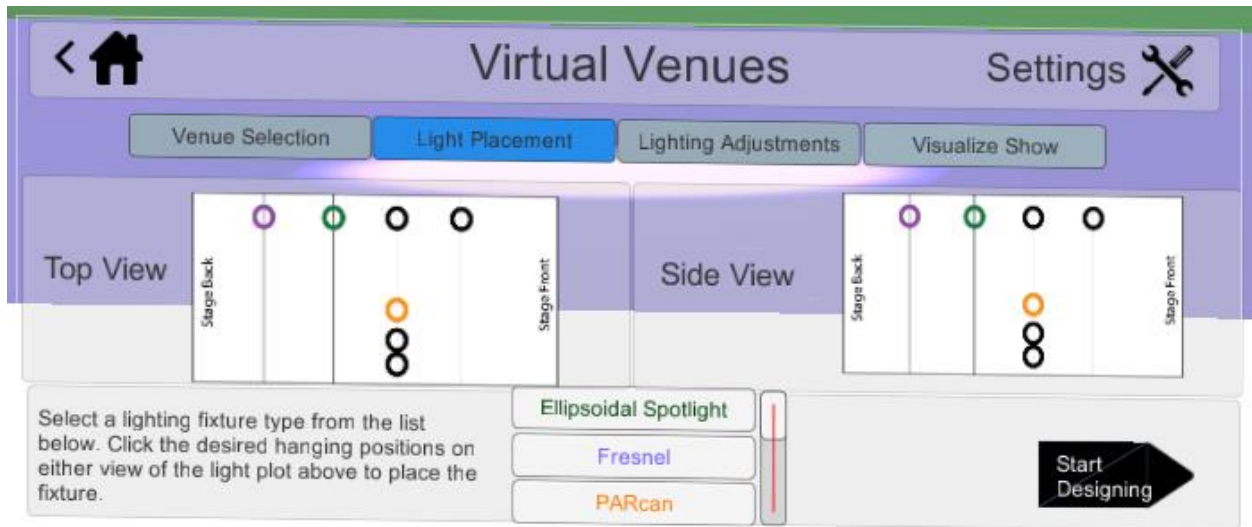 Virtual Venues
Settings
Venue Selection
Light Placement
Lighting Adjustments
Visualize Show
Top View
Stage Back
Stage Front
Side View
Stage Back
Stage Front
Select a lighting fixture type from the list
below. Click the desired hanging positions on
either view of the light plot above to place the
fixture.
Ellipsoidal Spotlight
Fresnel
PARcan
Start
Designing